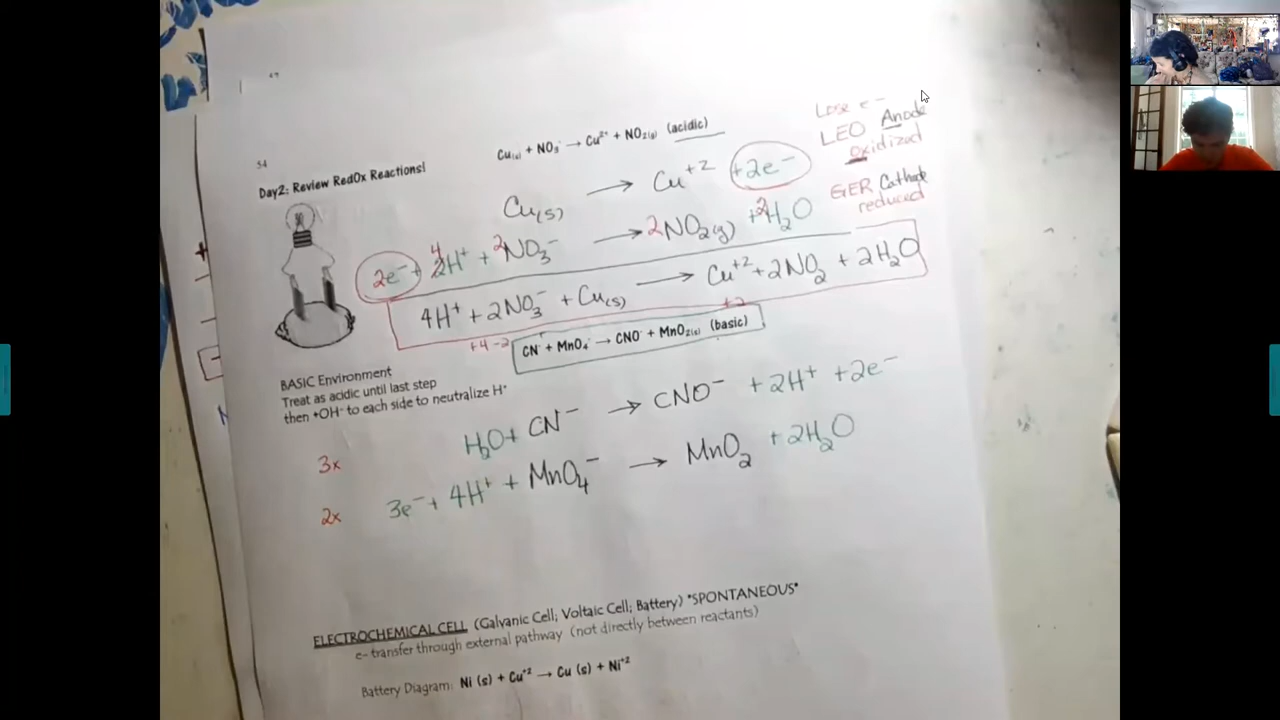 54
Cu(s) + NO3- → Cu2+ + NO2(g) (acidic)
Day2: Review RedOx Reactions!
Lose e-
LEO Anode
oxidized
GER Cathode
reduced
Cu(s) → Cu+2 +2e-
2e- + 4H+ + 2NO3- → 2NO2(g) + 2H2O
4H+ + 2NO3- + Cu(s) → Cu+2 + 2NO2 + 2H2O
+4 -2
+2
CN- + MnO4- → CNO- + MnO2(s) (basic)
BASIC Environment
Treat as acidic until last step
then +OH- to each side to neutralize H+
3x H2O + CN- → CNO- + 2H+ + 2e-
2x 3e- + 4H+ + MnO4- → MnO2 + 2H2O
ELECTROCHEMICAL CELL (Galvanic Cell; Voltaic Cell; Battery) *SPONTANEOUS*
e- transfer through external pathway (not directly between reactants)
Battery Diagram: Ni (s) + Cu+2 → Cu (s) + Ni+2